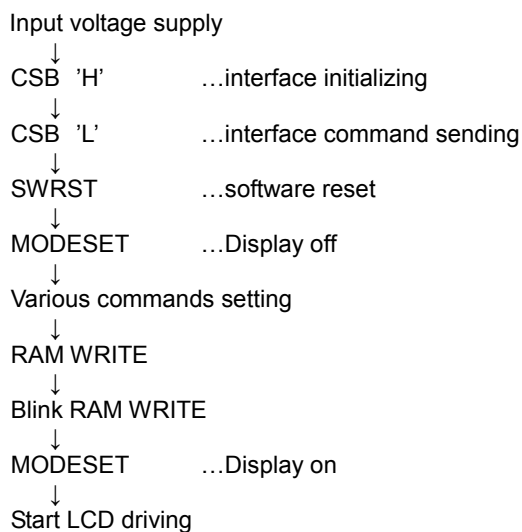 Input voltage supply
↓
CSB ’H’ …interface initializing
↓
CSB ’L’ …interface command sending
↓
SWRST …software reset
↓
MODESET …Display off
↓
Various commands setting
↓
RAM WRITE
↓
Blink RAM WRITE
↓
MODESET …Display on
↓
Start LCD driving